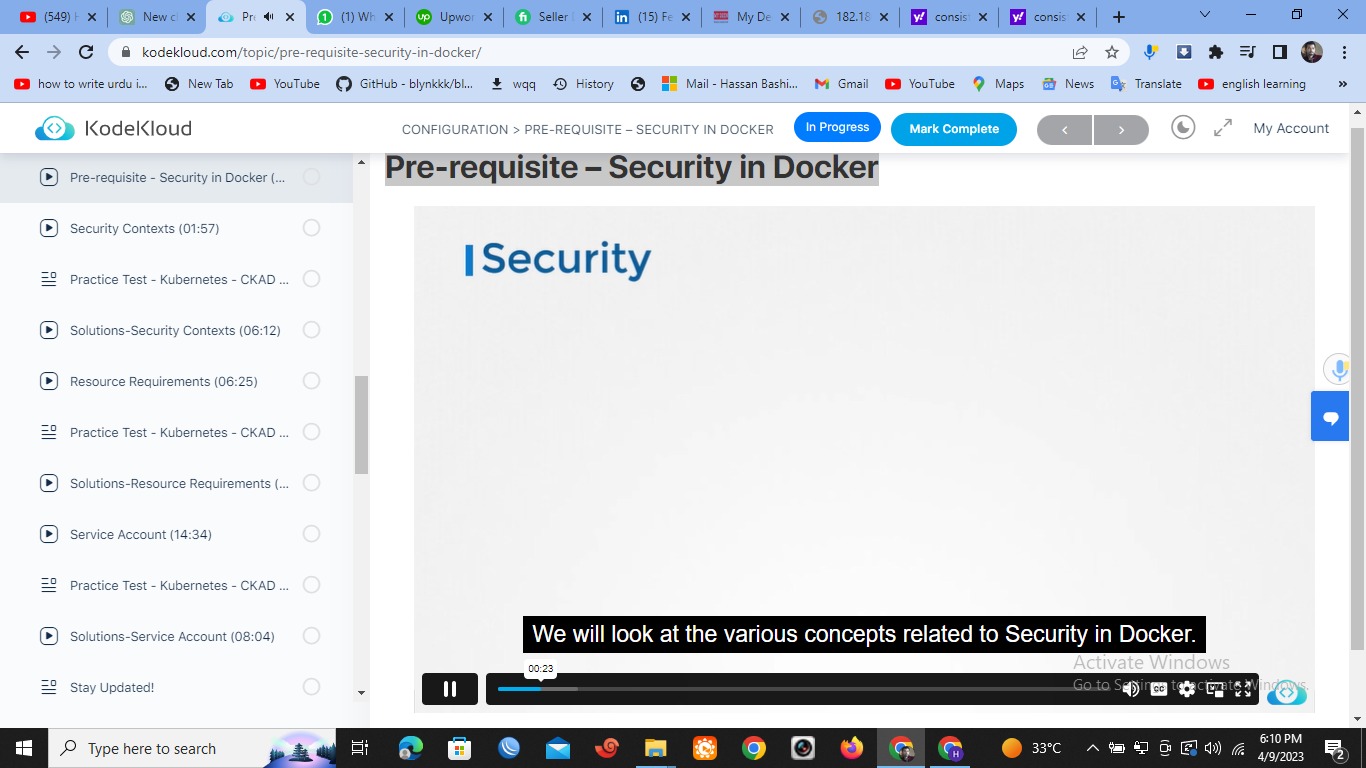 (549) H
New cl
Pr
(1) Wh
Upwor
Seller
(15) Fe
My De
182.18
consist
consis
kodekloud.com/topic/pre-requisite-security-in-docker/
how to write urdu i...
New Tab
YouTube
GitHub - blynkkk/bl...
wqq
History
Mail - Hassan Bashi...
Gmail
YouTube
Maps
News
Translate
english learning
»
KodeKloud
CONFIGURATION > PRE-REQUISITE – SECURITY IN DOCKER
In Progress
Mark Complete
My Account
Pre-requisite - Security in Docker (...
Security Contexts (01:57)
Practice Test - Kubernetes - CKAD ...
Solutions-Security Contexts (06:12)
Resource Requirements (06:25)
Practice Test - Kubernetes - CKAD ...
Solutions-Resource Requirements (...
Service Account (14:34)
Practice Test - Kubernetes - CKAD ...
Solutions-Service Account (08:04)
Stay Updated!
Pre-requisite – Security in Docker
Security
We will look at the various concepts related to Security in Docker.
00:23
Activate Windows
Go to Settings to activate Windows.
Type here to search
33°C
6:10 PM
4/9/2023
2